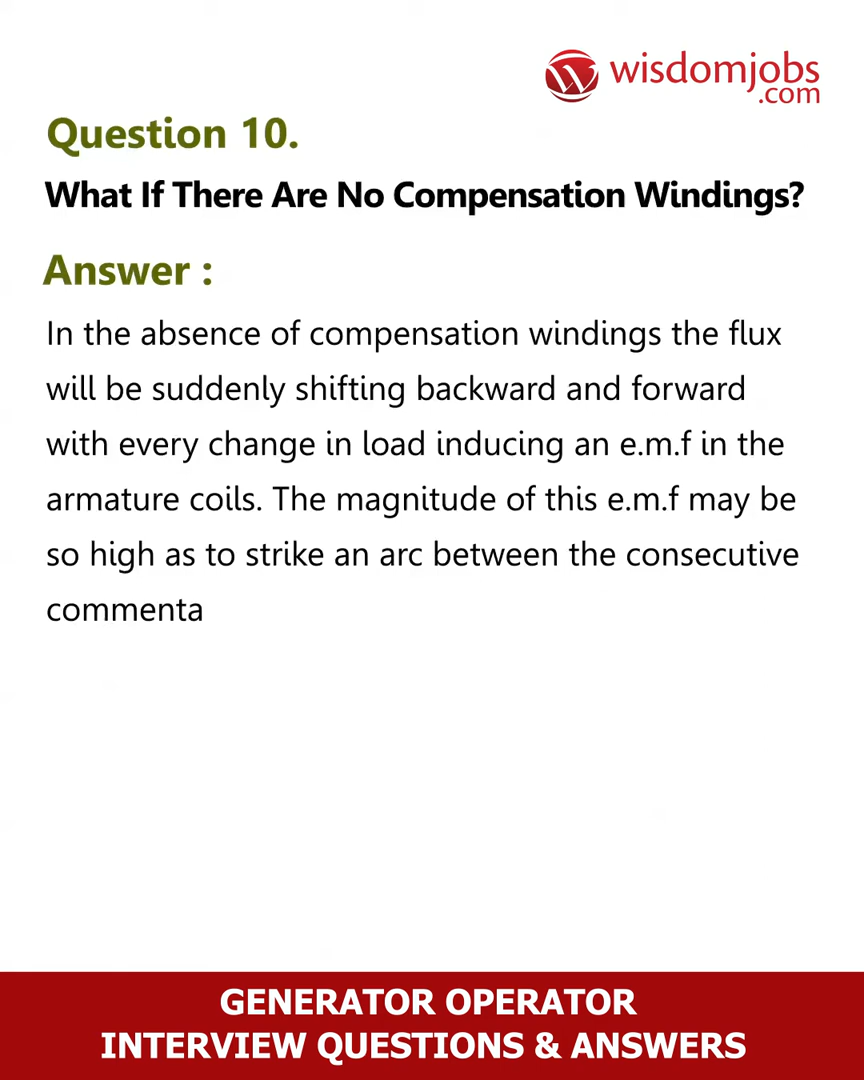 wisdomjobs
.com
Question 10.
What If There Are No Compensation Windings?
Answer :
In the absence of compensation windings the flux
will be suddenly shifting backward and forward
with every change in load inducing an e.m.f in the
armature coils. The magnitude of this e.m.f may be
so high as to strike an arc between the consecutive
commenta
GENERATOR OPERATOR
INTERVIEW QUESTIONS & ANSWERS